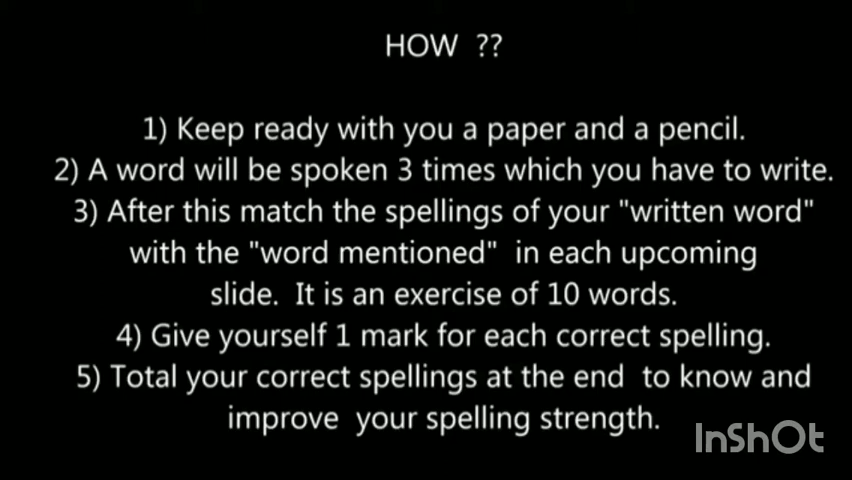 HOW ??
1) Keep ready with you a paper and a pencil.
2) A word will be spoken 3 times which you have to write.
3) After this match the spellings of your "written word"
with the "word mentioned" in each upcoming
slide. It is an exercise of 10 words.
4) Give yourself 1 mark for each correct spelling.
5) Total your correct spellings at the end to know and
improve your spelling strength.
InShOt